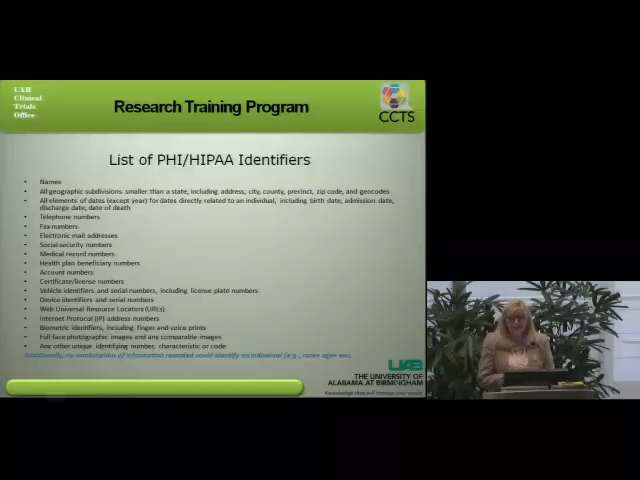 UAB
Clinical
Trials
Office
Research Training Program
CCTS
List of PHI/HIPAA Identifiers
• Names
• All geographic subdivisions smaller than a state, including address, city, county, precinct, zip code, and geocodes
• All elements of dates (except year) for dates directly related to an individual, including birth date, admission date,
discharge date, date of death
• Telephone numbers
• Fax numbers
• Electronic mail addresses
• Social security numbers
• Medical record numbers
• Health plan beneficiary numbers
• Account numbers
• Certificate/license numbers
• Vehicle identifiers and serial numbers, including license plate numbers
• Device identifiers and serial numbers
• Web Universal Resource Locators (URLs)
• Internet Protocol (IP) address numbers
• Biometric identifiers, including finger and voice prints
• Full face photographic images and any comparable images
• Any other unique identifying number, characteristic or code
Additionally, no combination of information revealed could identify an individual (e.g., race+ age+ sex)
UAB
THE UNIVERSITY OF
ALABAMA AT BIRMINGHAM
Knowledge that will change your world